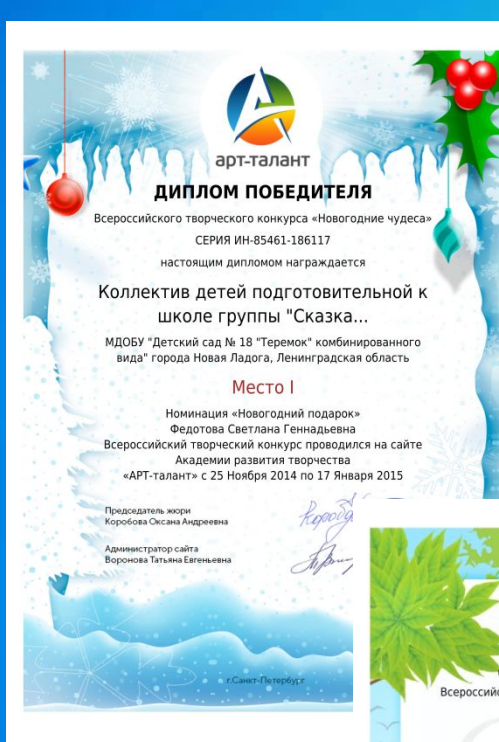 арт-талант
ДИПЛОМ ПОБЕДИТЕЛЯ
Всероссийского творческого конкурса «Новогодние чудеса»
СЕРИЯ ИН-85461-186117
настоящим дипломом награждается
Коллектив детей подготовительной к
школе группы "Сказка...
МДОБУ "Детский сад № 18 "Теремок" комбинированного
вида" города Новая Ладога, Ленинградская область
Место I
Номинация «Новогодний подарок»
Федотова Светлана Геннадьевна
Всероссийский творческий конкурс проводился на сайте
Академии развития творчества
«АРТ-талант» с 25 Ноября 2014 по 17 Января 2015
Председатель жюри
Коробова Оксана Андреевна
Администратор сайта
Воронова Татьяна Евгеньевна
г.Санкт-Петербург